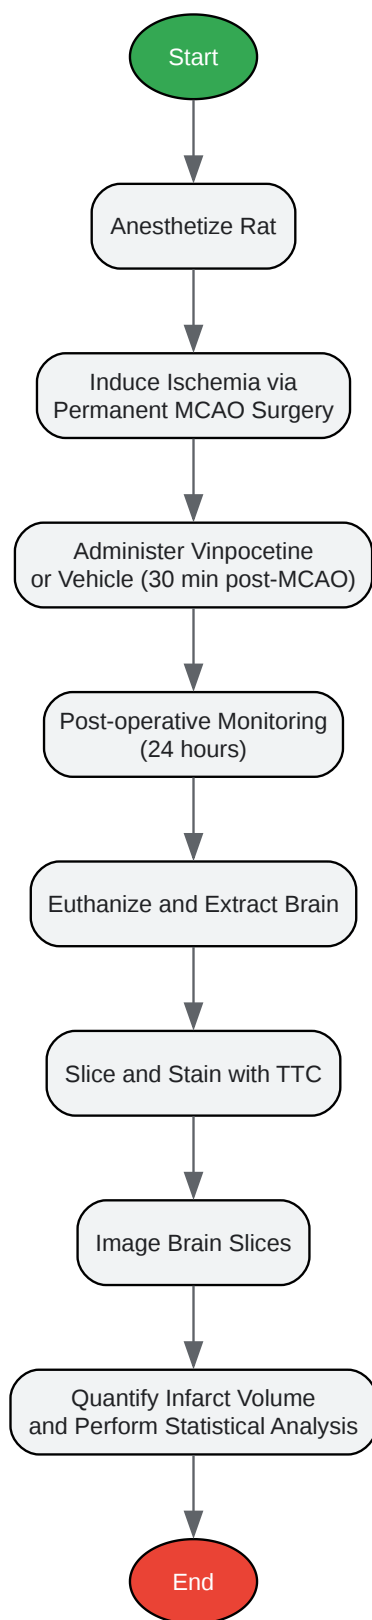 Start
Anesthetize Rat
Induce Ischemia via
Permanent MCAO Surgery
Administer Vinpocetine
or Vehicle (30 min post-MCAO)
Post-operative Monitoring
(24 hours)
Euthanize and Extract Brain
Slice and Stain with TTC
Image Brain Slices
Quantify Infarct Volume
and Perform Statistical Analysis
End